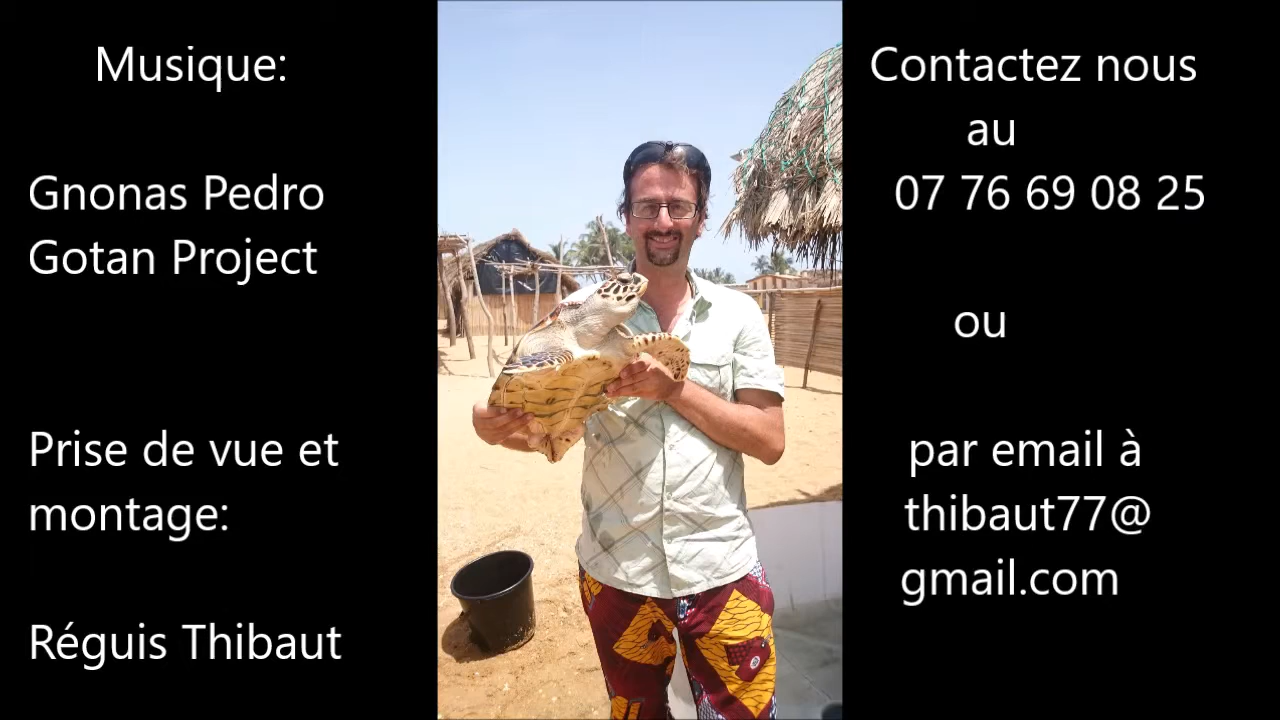 Musique:
Gnonas Pedro
Gotan Project
Prise de vue et
montage:
Réguis Thibaut
Contactez nous
au
07 76 69 08 25
ou
par email à
thibaut77@
gmail.com